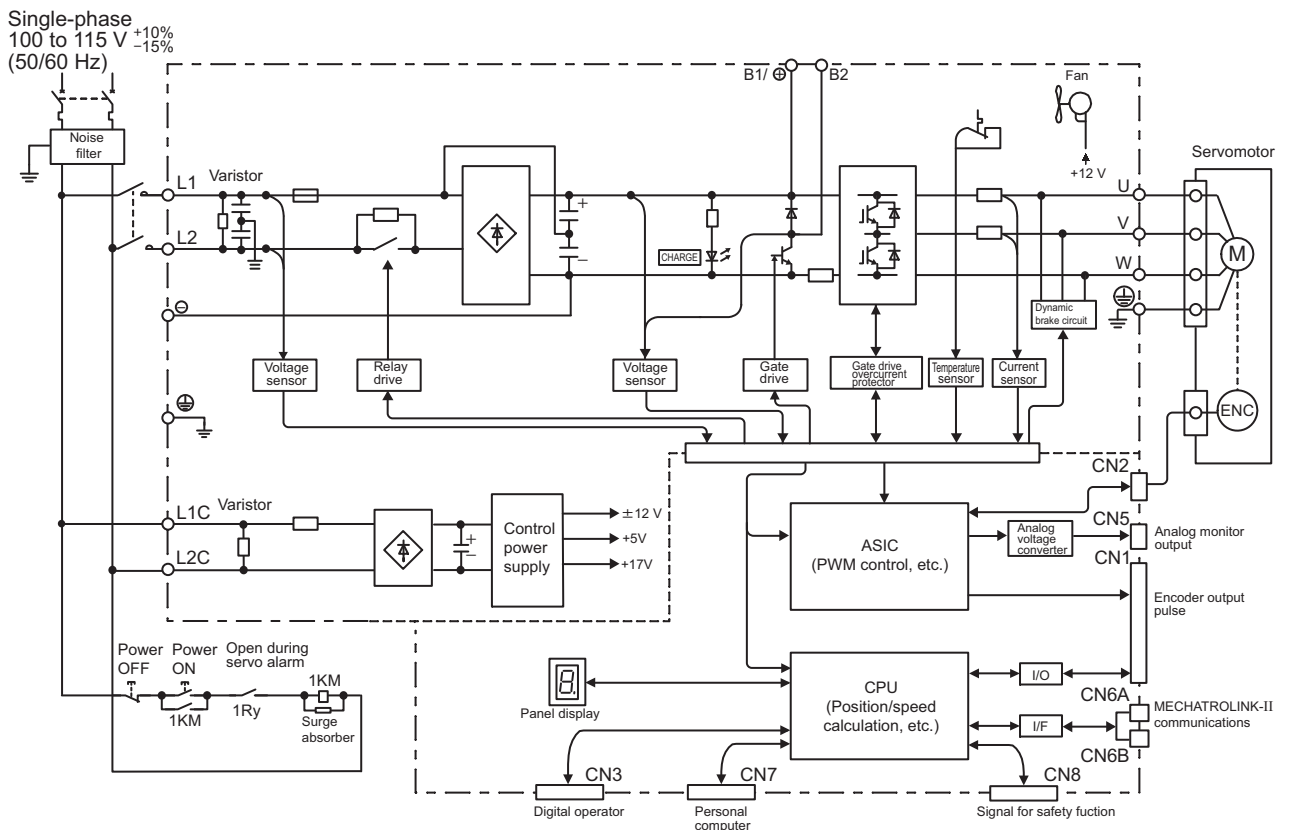 Single-phase
100 to 115 V +10% −15%
(50/60 Hz)
Noise
filter
B1/ ⊕
B2
Fan
+12 V
Servomotor
L1
Varistor
L2
+
−
CHARGE
U
V
W
M
⊖
Dynamic
brake circuit
Voltage
sensor
Relay
drive
Voltage
sensor
Gate
drive
Gate drive
overcurrent
protector
Temperature
sensor
Current
sensor
ENC
CN2
L1C
Varistor
L2C
+
−
Control
power
supply
±12 V
+5V
+17V
ASIC
(PWM control, etc.)
Analog
voltage
converter
CN5
Analog monitor
output
CN1
Encoder output
pulse
Power
OFF
Power
ON
Open during
servo alarm
1KM
1KM
1Ry
Surge
absorber
8.
Panel display
CPU
(Position/speed
calculation, etc.)
I/O
CN6A
I/F
MECHATROLINK-II
communications
CN6B
CN3
CN7
CN8
Digital operator
Personal
computer
Signal for safety fuction